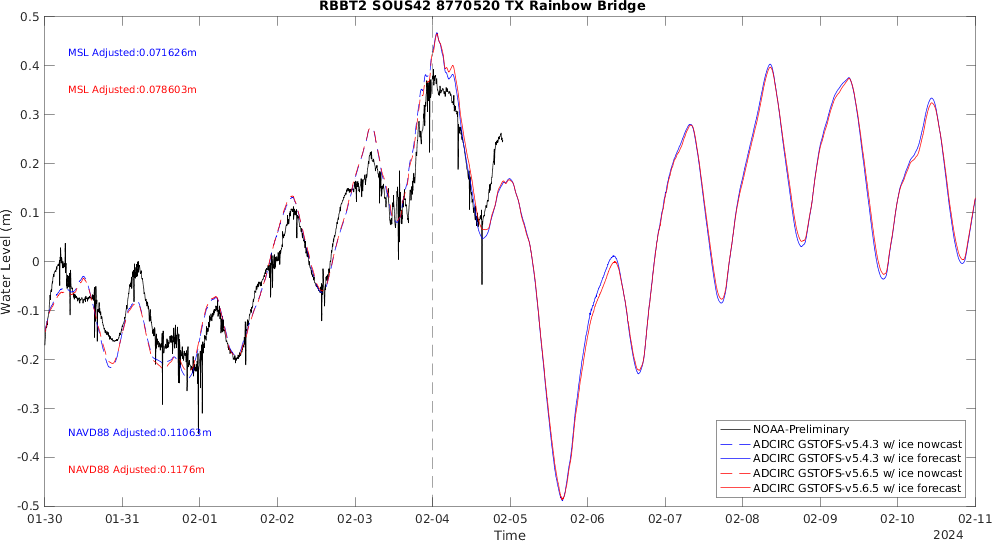 RBBT2 SOUS42 8770520 TX Rainbow Bridge
0.5
0.4
0.3
0.2
0.1
0
-0.1
-0.2
-0.3
-0.4
-0.5
Water Level (m)
MSL Adjusted:0.071626m
MSL Adjusted:0.078603m
NAVD88 Adjusted:0.11063m
NAVD88 Adjusted:0.1176m
NOAA-Preliminary
ADCIRC GSTOFS-v5.4.3 w/ ice nowcast
ADCIRC GSTOFS-v5.4.3 w/ ice forecast
ADCIRC GSTOFS-v5.6.5 w/ ice nowcast
ADCIRC GSTOFS-v5.6.5 w/ ice forecast
01-30 01-31 02-01 02-02 02-03 02-04 02-05 02-06 02-07 02-08 02-09 02-10 02-11
Time
2024